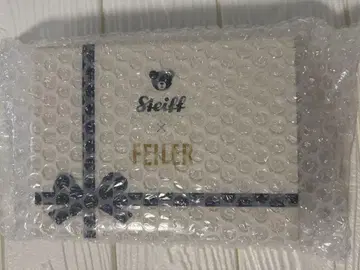 Steiff
×
FEILER